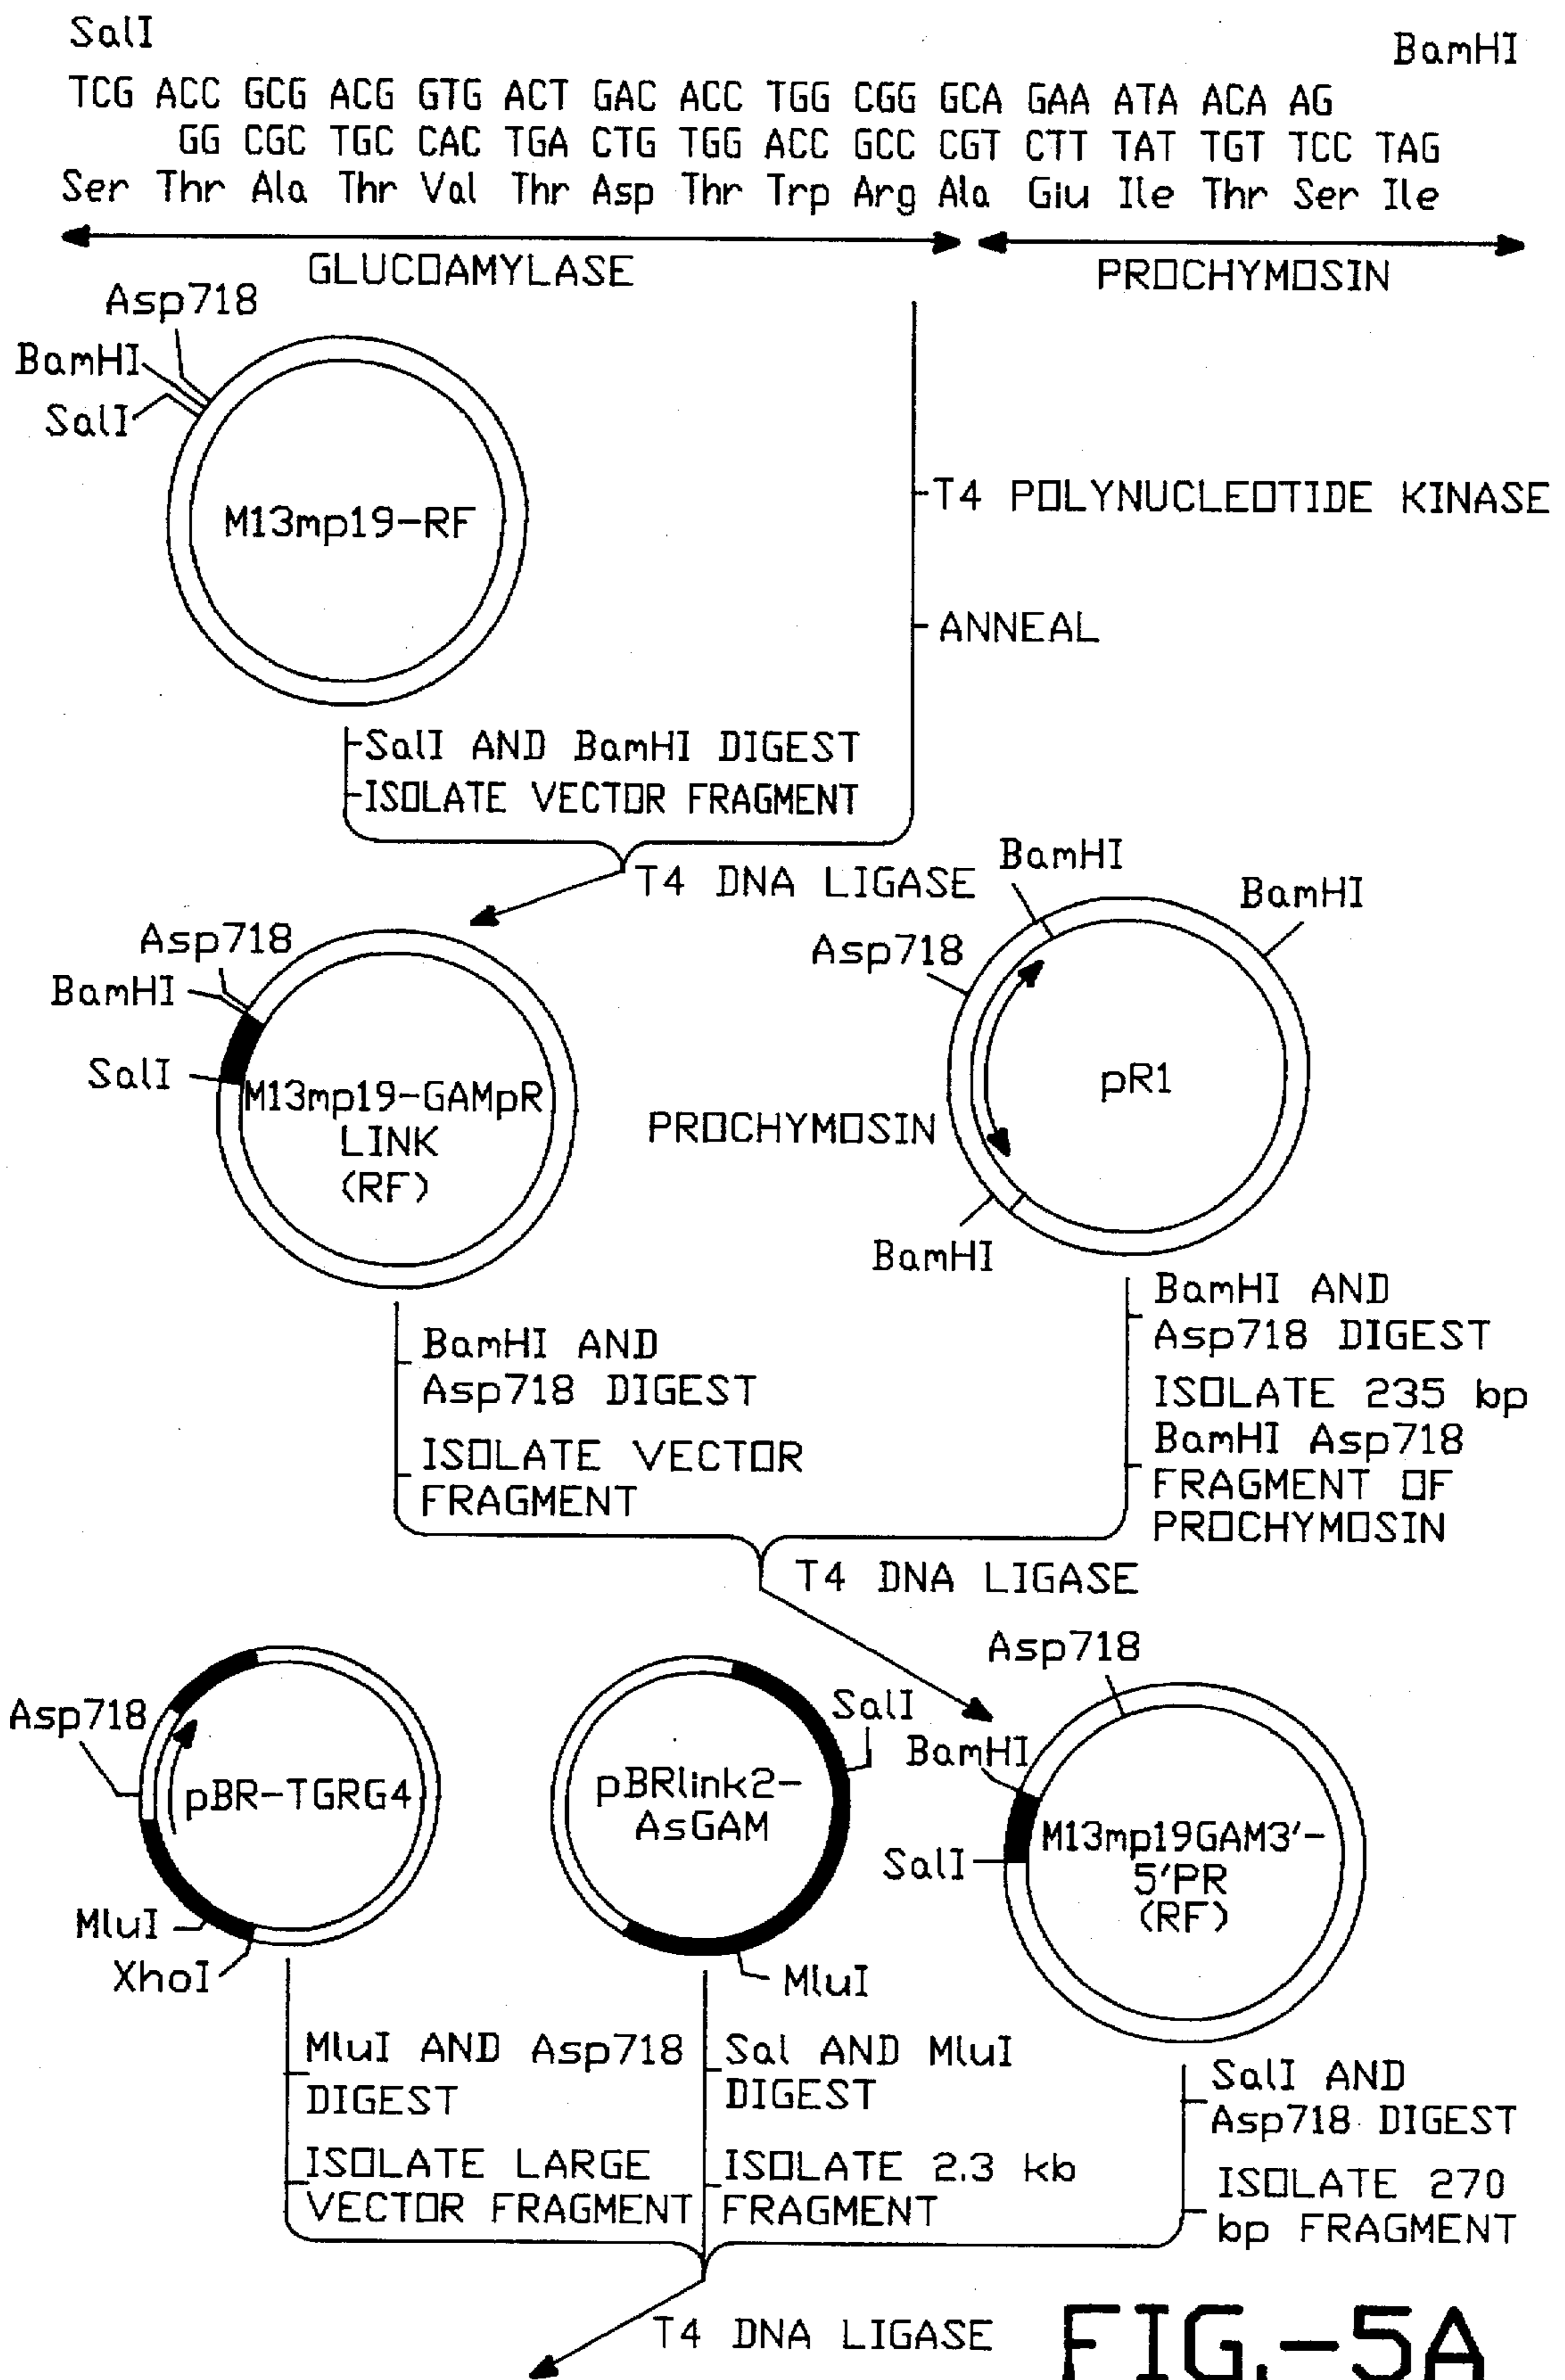 SalI
BamHI
TCG ACC GCG ACG GTG ACT GAC ACC TGG CGG GCA GAA ATA ACA AG
GG CGC TGC CAC TGA CTG TGG ACC GCC CGT CTT TAT TGT TCC TAG
Ser Thr Ala Thr Val Thr Asp Thr Trp Arg Ala Giu Ile Thr Ser Ile
GLUCOAMYLASE
PROCHYMOSIN
Asp718
BamHI
SalI
M13mp19-RF
T4 POLYNUCLEOTIDE KINASE
ANNEAL
SalI AND BamHI DIGEST
ISOLATE VECTOR FRAGMENT
T4 DNA LIGASE
Asp718
BamHI
SalI
M13mp19-GAMpR
LINK
(RF)
BamHI
BamHI
Asp718
pR1
PROCHYMOSIN
BamHI
BamHI AND
Asp718 DIGEST
ISOLATE VECTOR
FRAGMENT
BamHI AND
Asp718 DIGEST
ISOLATE 235 bp
BamHI Asp718
FRAGMENT OF
PROCHYMOSIN
T4 DNA LIGASE
Asp718
pBR-TGRG4
MluI
XhoI
SalI
pBRlink2-
AsGAM
MluI
Asp718
BamHI
SalI
M13mp19GAM3'-
5'PR
(RF)
MluI AND Asp718
DIGEST
ISOLATE LARGE
VECTOR FRAGMENT
Sal AND MluI
DIGEST
ISOLATE 2.3 kb
FRAGMENT
SalI AND
Asp718 DIGEST
ISOLATE 270
bp FRAGMENT
T4 DNA LIGASE
FIG.-5A